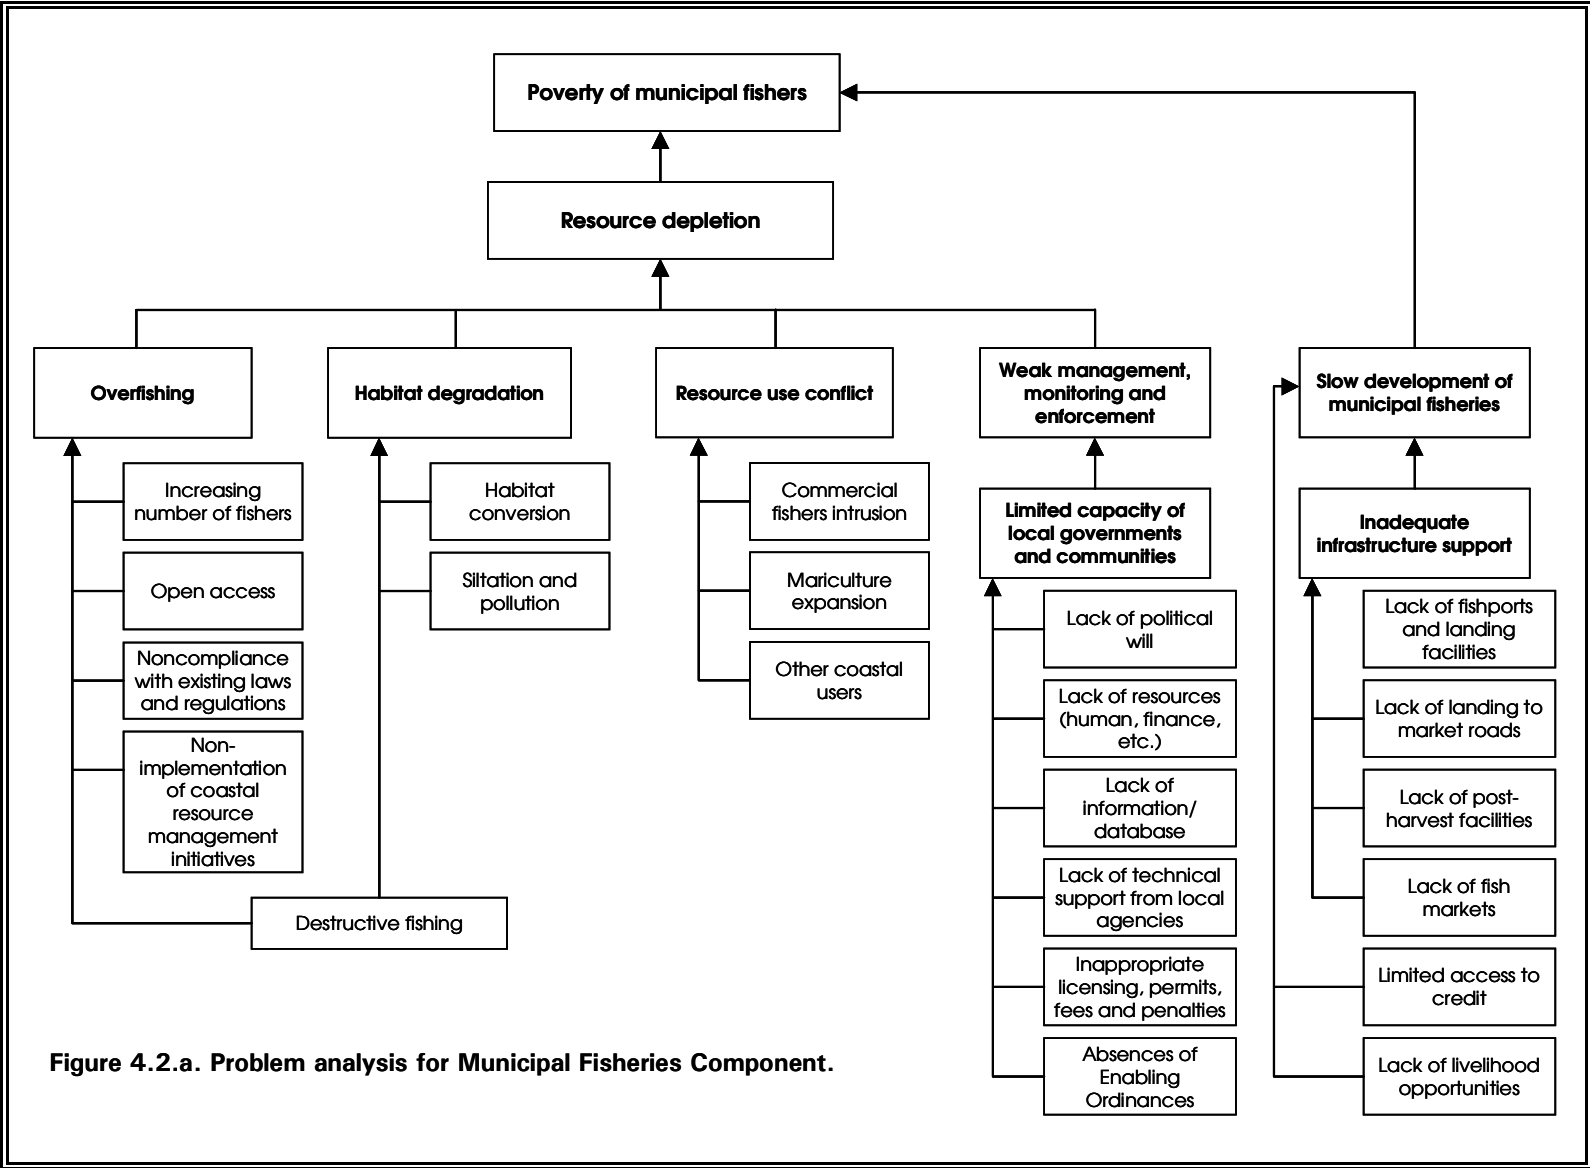 Poverty of municipal fishers
Resource depletion
Overfishing
Habitat degradation
Resource use conflict
Weak management,
monitoring and
enforcement
Slow development of
municipal fisheries
Increasing
number of fishers
Open access
Noncompliance
with existing laws
and regulations
Non-
implementation
of coastal
resource
management
initiatives
Destructive fishing
Habitat
conversion
Siltation and
pollution
Commercial
fishers intrusion
Mariculture
expansion
Other coastal
users
Limited capacity of
local governments
and communities
Lack of political
will
Lack of resources
(human, finance,
etc.)
Lack of
information/
database
Lack of technical
support from local
agencies
Inappropriate
licensing, permits,
fees and penalties
Absences of
Enabling
Ordinances
Inadequate
infrastructure support
Lack of fishports
and landing
facilities
Lack of landing to
market roads
Lack of post-
harvest facilities
Lack of fish
markets
Limited access to
credit
Lack of livelihood
opportunities
Figure 4.2.a. Problem analysis for Municipal Fisheries Component.